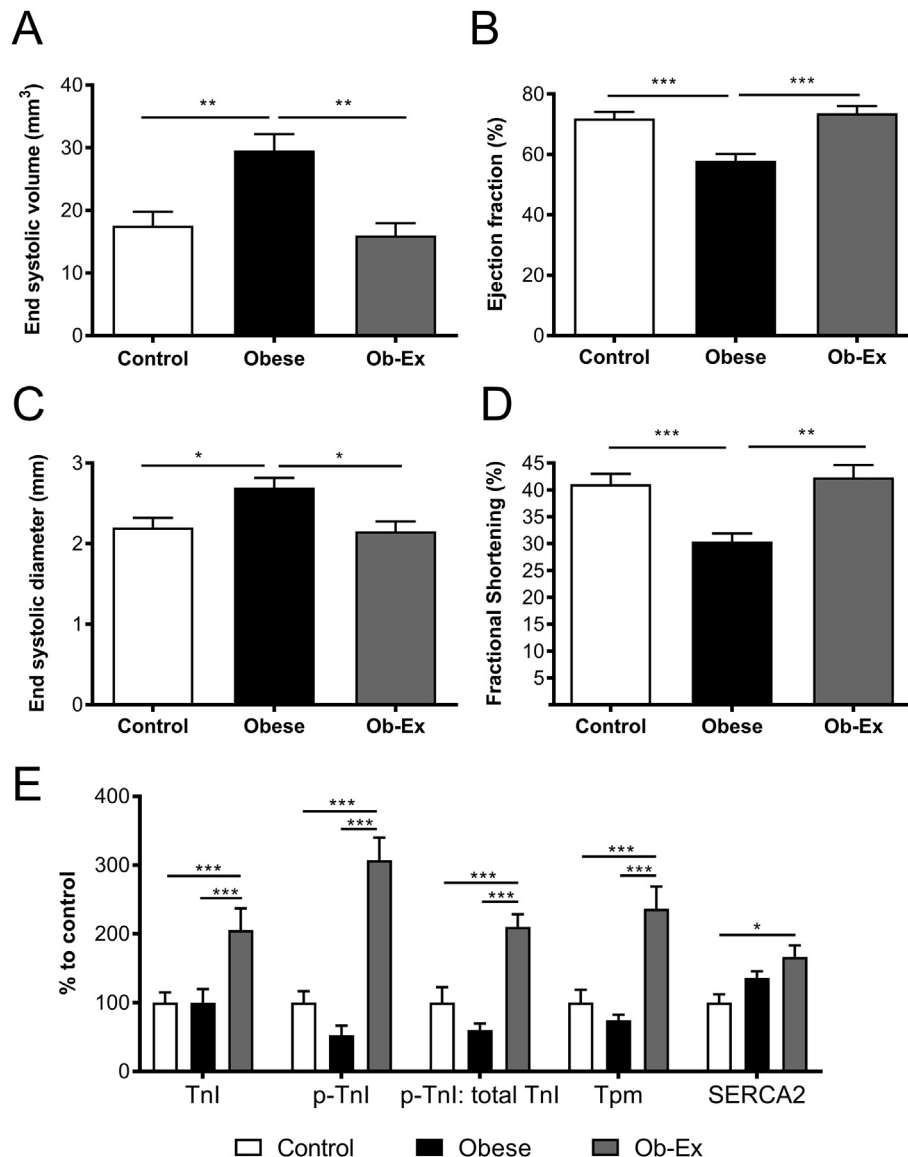 A
End systolic volume (mm³)
40
30
20
10
0
**
**
Control Obese Ob-Ex
B
Ejection fraction (%)
80
60
40
20
0
***
***
Control Obese Ob-Ex
C
End systolic diameter (mm)
3
2
1
0
*
*
Control Obese Ob-Ex
D
Fractional Shortening (%)
45
40
35
30
25
20
15
10
5
***
**
Control Obese Ob-Ex
E
% to control
400
300
200
100
0
***
***
***
***
***
***
***
***
*
TnI p-TnI p-TnI: total TnI Tpm SERCA2
Control Obese Ob-Ex